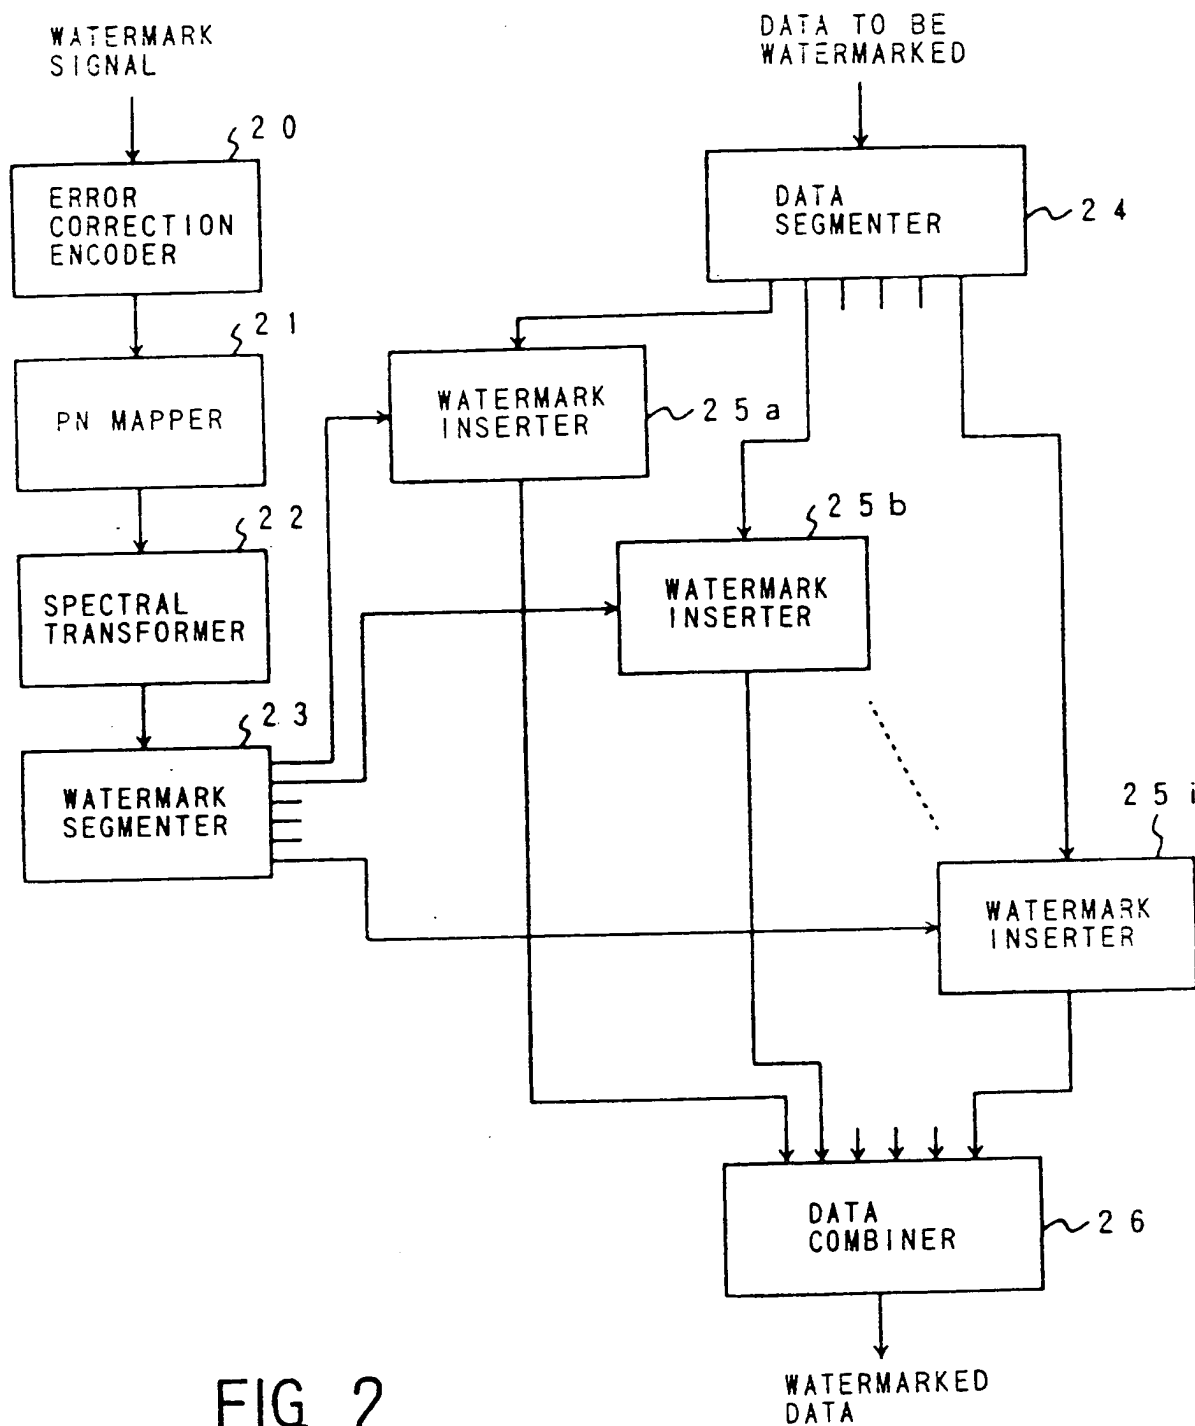 WATERMARK
SIGNAL
DATA TO BE
WATERMARKED
20
ERROR
CORRECTION
ENCODER
DATA
SEGMENTER
24
21
PN MAPPER
WATERMARK
INSERTER
25a
22
SPECTRAL
TRANSFORMER
25b
WATERMARK
INSERTER
23
WATERMARK
SEGMENTER
25i
WATERMARK
INSERTER
DATA
COMBINER
26
WATERMARKED
DATA
FIG. 2